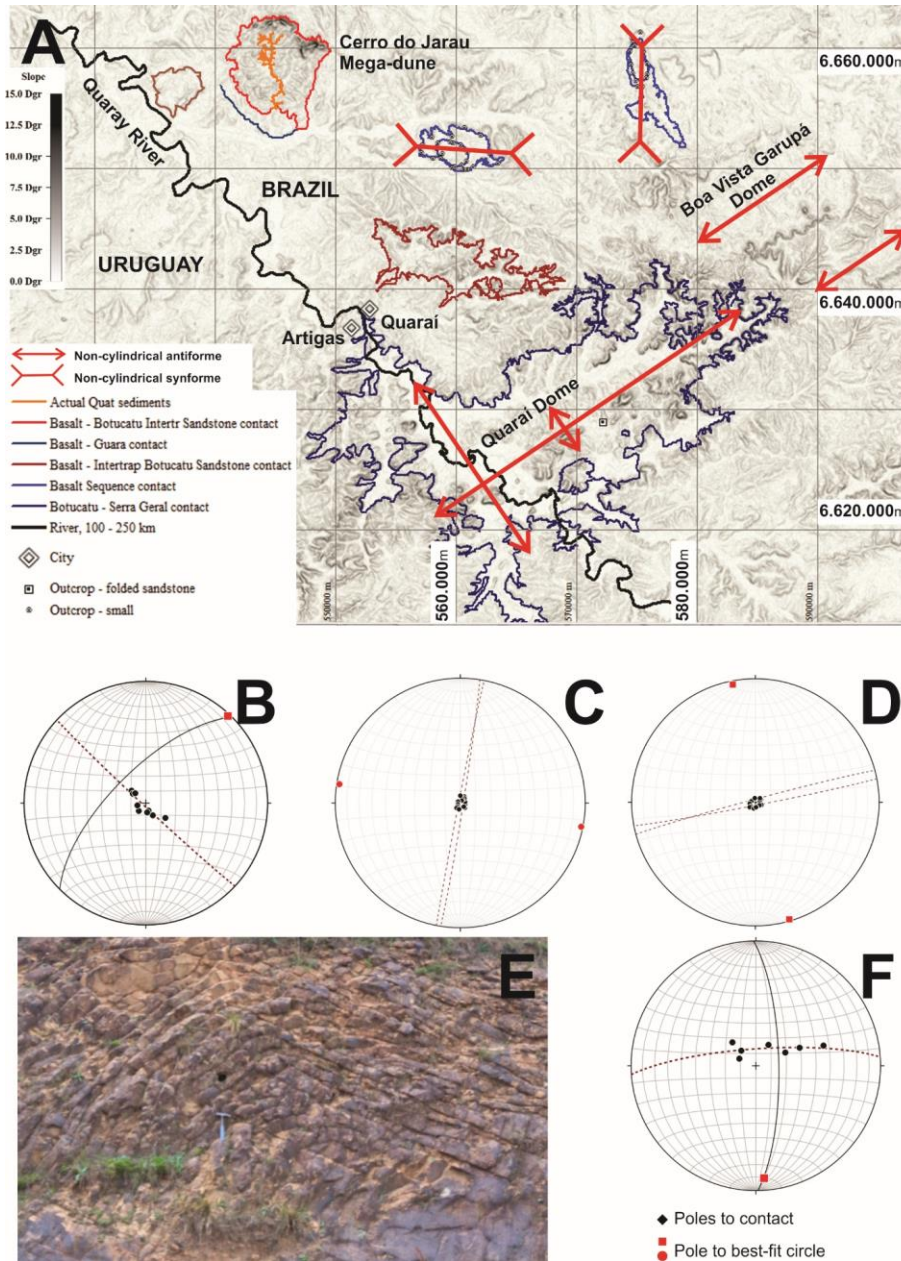 A
Slope
15.0 Dgr
12.5 Dgr
10.0 Dgr
7.5 Dgr
5.0 Dgr
2.5 Dgr
0.0 Dgr
Quaray River
Cerro do Jarau
Mega-dune
6.660.000m
BRAZIL
URUGUAY
Boa Vista Garupá
Dome
6.640.000m
Quaraí
Artigas
Quaraí Dome
6.620.000m
560.000m
580.000m
550000 m
570000 m
590000 m
Non-cylindrical antiforme
Non-cylindrical synforme
Actual Quat sediments
Basalt - Botucatu Intertr Sandstone contact
Basalt - Guara contact
Basalt - Intertrap Botucatu Sandstone contact
Basalt Sequence contact
Botucatu - Serra Geral contact
River, 100 - 250 km
City
Outcrop - folded sandstone
Outcrop - small
B
C
D
E
F
Poles to contact
Pole to best-fit circle